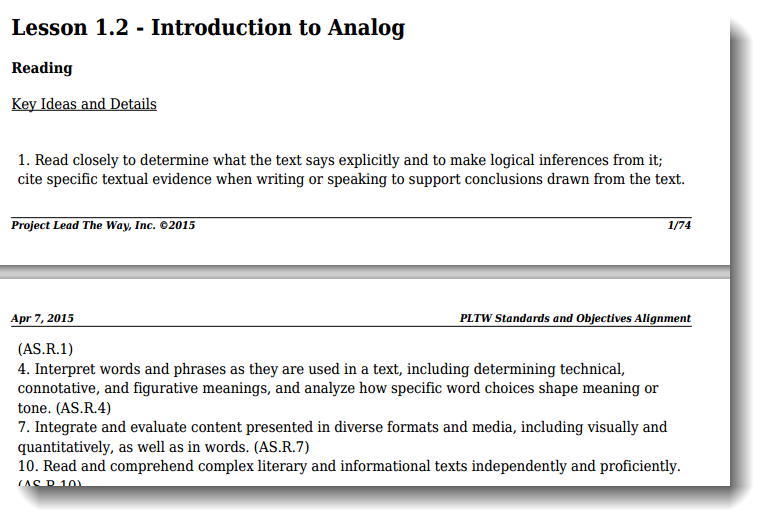 Lesson 1.2 - Introduction to Analog
Reading
Key Ideas and Details
1. Read closely to determine what the text says explicitly and to make logical inferences from it;
cite specific textual evidence when writing or speaking to support conclusions drawn from the text.
Project Lead The Way, Inc. ©2015 1/74
Apr 7, 2015 PLTW Standards and Objectives Alignment
(AS.R.1)
4. Interpret words and phrases as they are used in a text, including determining technical,
connotative, and figurative meanings, and analyze how specific word choices shape meaning or
tone. (AS.R.4)
7. Integrate and evaluate content presented in diverse formats and media, including visually and
quantitatively, as well as in words. (AS.R.7)
10. Read and comprehend complex literary and informational texts independently and proficiently.
(AS.R.10)